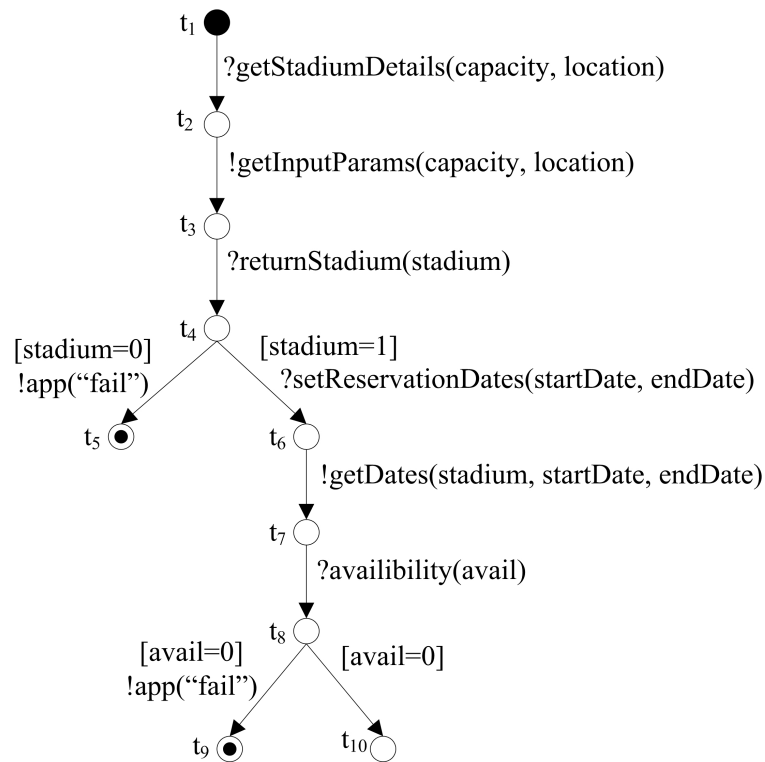 t1
?getStadiumDetails(capacity, location)
t2
!getInputParams(capacity, location)
t3
?returnStadium(stadium)
t4
[stadium=0]
!app(“fail”)
[stadium=1]
?setReservationDates(startDate, endDate)
t5
t6
!getDates(stadium, startDate, endDate)
t7
?availibility(avail)
t8
[avail=0]
!app(“fail”)
[avail=0]
t9
t10